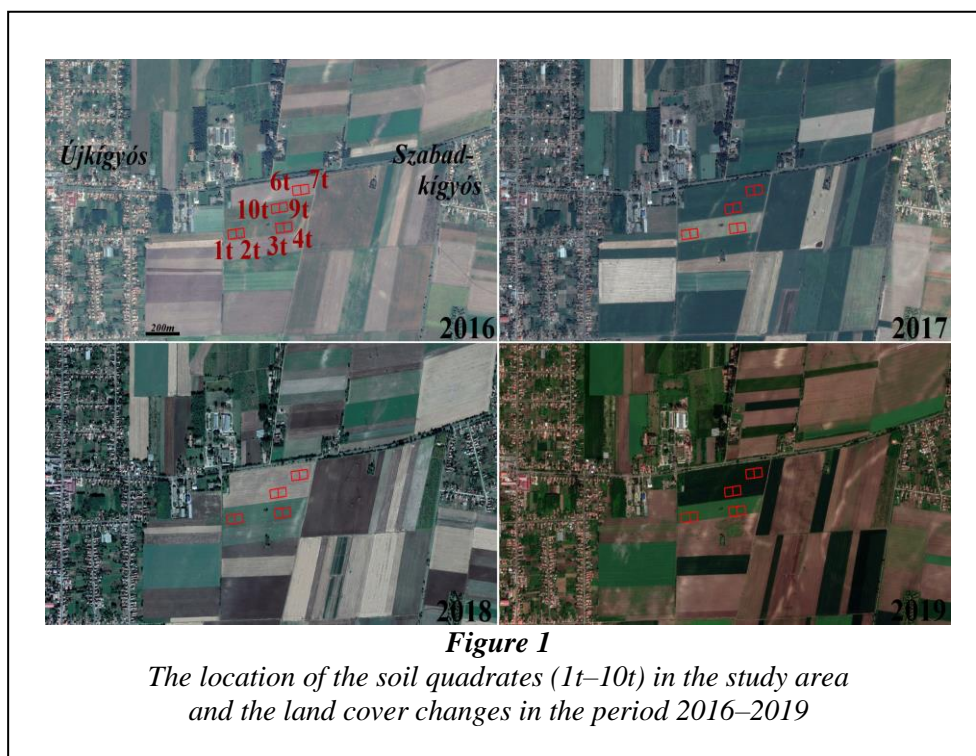 Újkígyós
Szabad-
kígyós
6t 7t
10t 9t
1t 2t 3t 4t
200m
2016
2017
2018
2019
Figure 1
The location of the soil quadrates (1t–10t) in the study area
and the land cover changes in the period 2016–2019